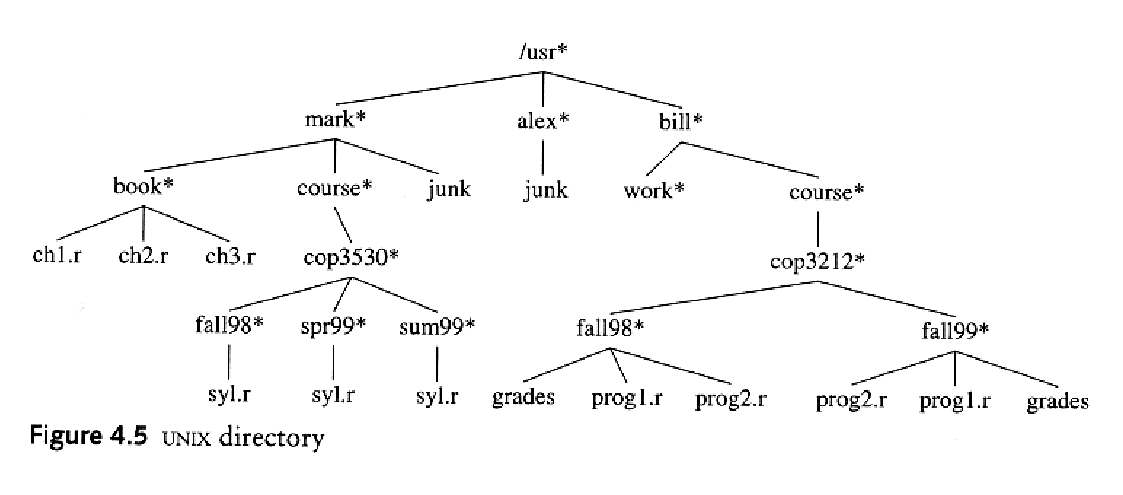 /usr*
mark* alex* bill*
book* course* junk junk work* course*
ch1.r ch2.r ch3.r cop3530* cop3212*
fall98* spr99* sum99* fall98* fall99*
syl.r syl.r syl.r grades prog1.r prog2.r prog2.r prog1.r grades
Figure 4.5 UNIX directory